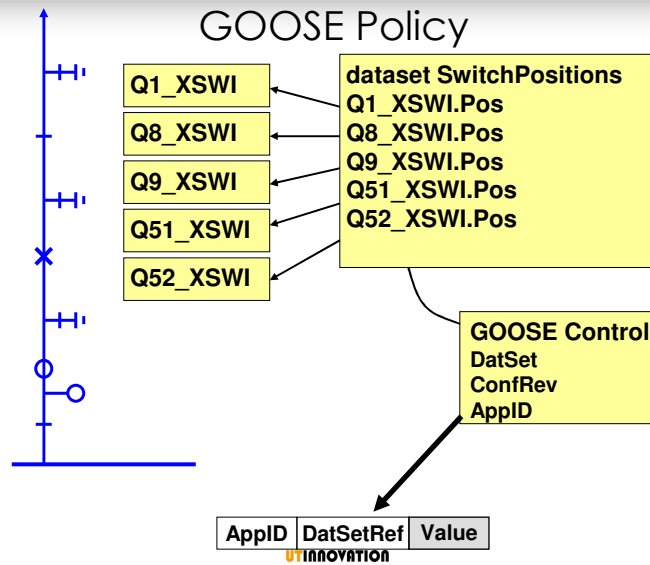 GOOSE Policy
Q1_XSWI
Q8_XSWI
Q9_XSWI
Q51_XSWI
Q52_XSWI
dataset SwitchPositions
Q1_XSWI.Pos
Q8_XSWI.Pos
Q9_XSWI.Pos
Q51_XSWI.Pos
Q52_XSWI.Pos
GOOSE Control
DatSet
ConfRev
AppID
AppID DatSetRef Value
UTINNOVATION